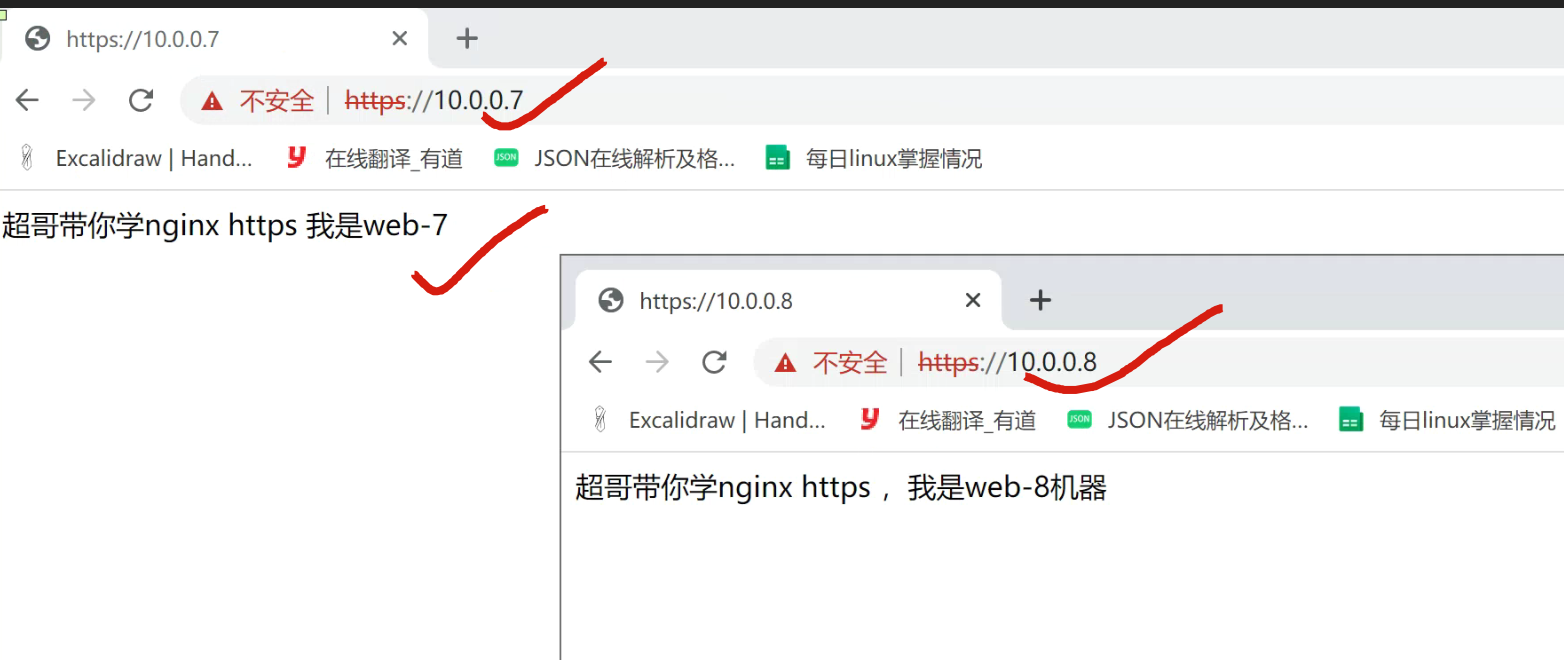 https://10.0.0.7
不安全 | https://10.0.0.7
Excalidraw | Hand... 在线翻译_有道 JSON JSON在线解析及格... 每日linux掌握情况
超哥带你学nginx https 我是web-7
https://10.0.0.8
不安全 | https://10.0.0.8
Excalidraw | Hand... 在线翻译_有道 JSON JSON在线解析及格... 每日linux掌握情况
超哥带你学nginx https ，我是web-8机器